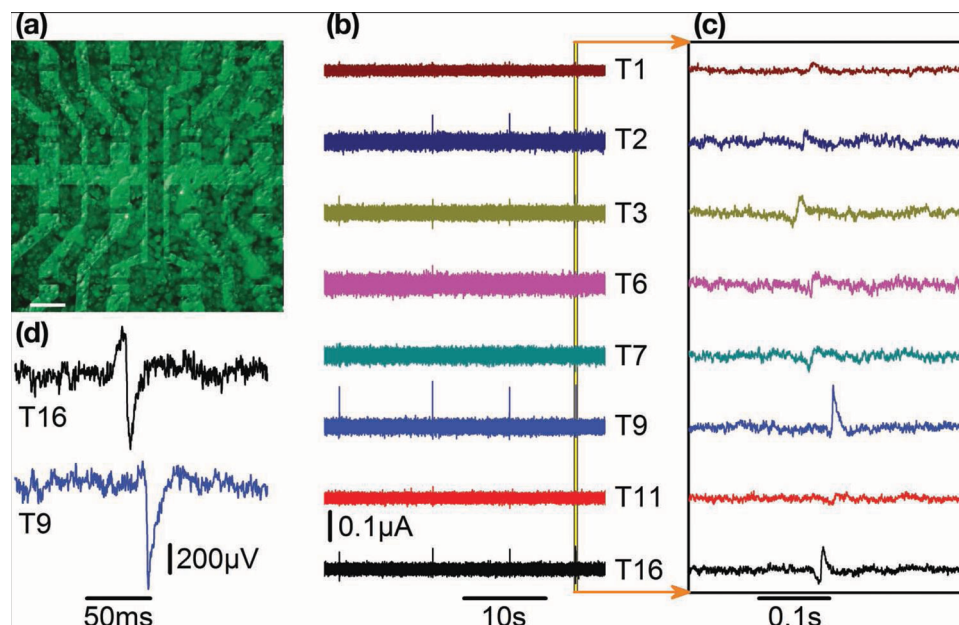 (a)
(b)
(c)
T1
T2
T3
T6
T7
T9
T11
T16
0.1µA
10s
0.1s
(d)
T16
T9
200µV
50ms